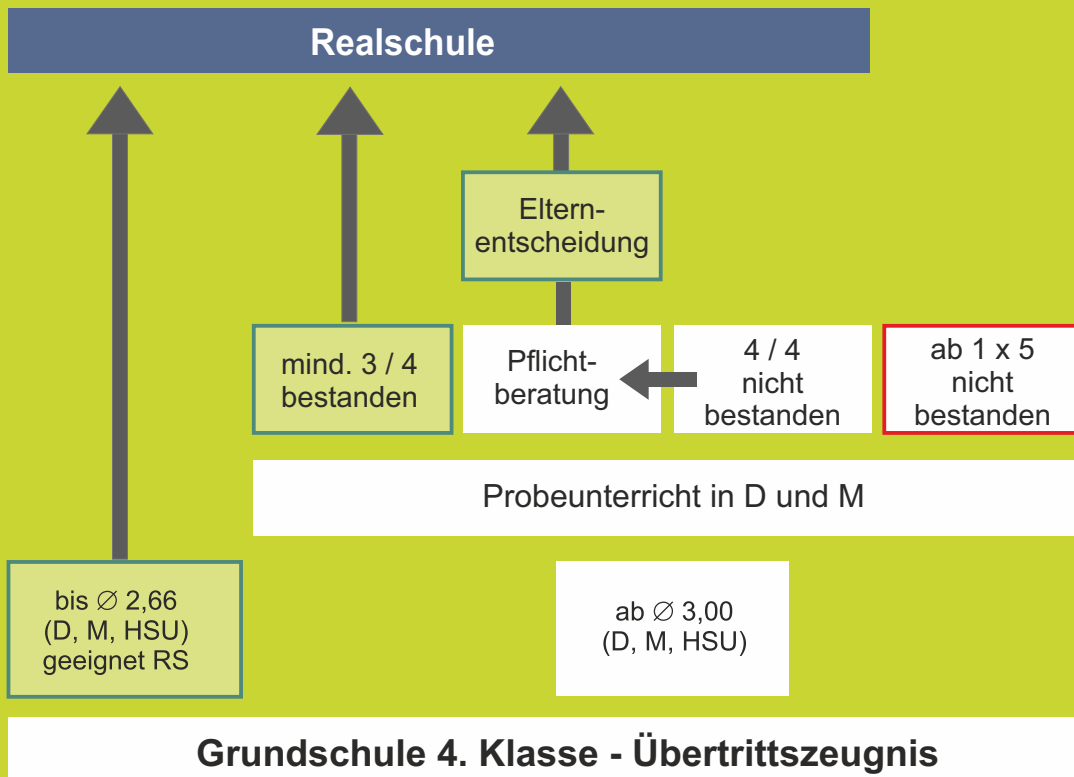 Realschule
Eltern-
entscheidung
mind. 3 / 4
bestanden
Pflicht-
beratung
4 / 4
nicht
bestanden
ab 1 x 5
nicht
bestanden
Probeunterricht in D und M
bis ∅ 2,66
(D, M, HSU)
geeignet RS
ab ∅ 3,00
(D, M, HSU)
Grundschule 4. Klasse - Übertrittszeugnis